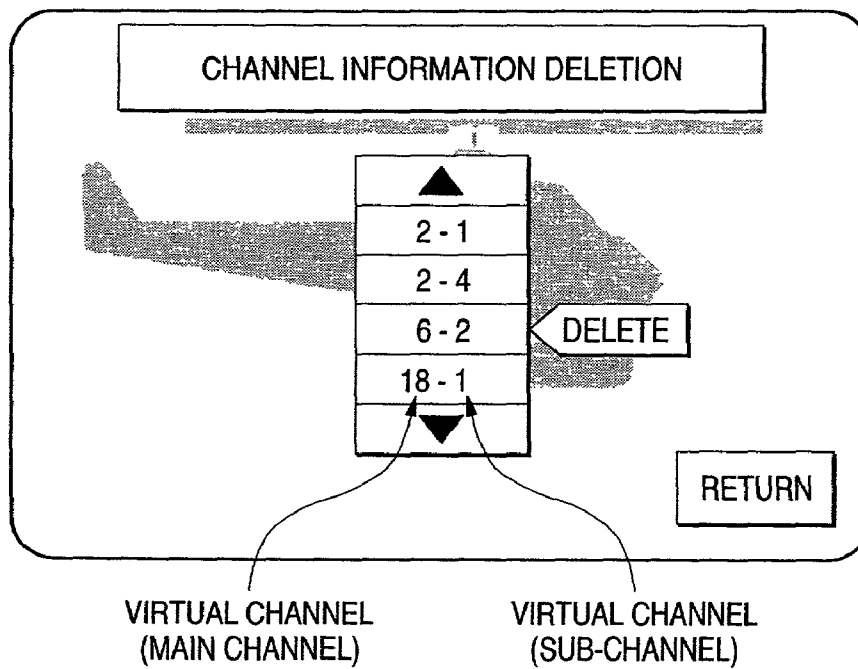 CHANNEL INFORMATION DELETION
2 - 1
2 - 4
6 - 2
DELETE
18 - 1
RETURN
VIRTUAL CHANNEL
(MAIN CHANNEL)
VIRTUAL CHANNEL
(SUB-CHANNEL)